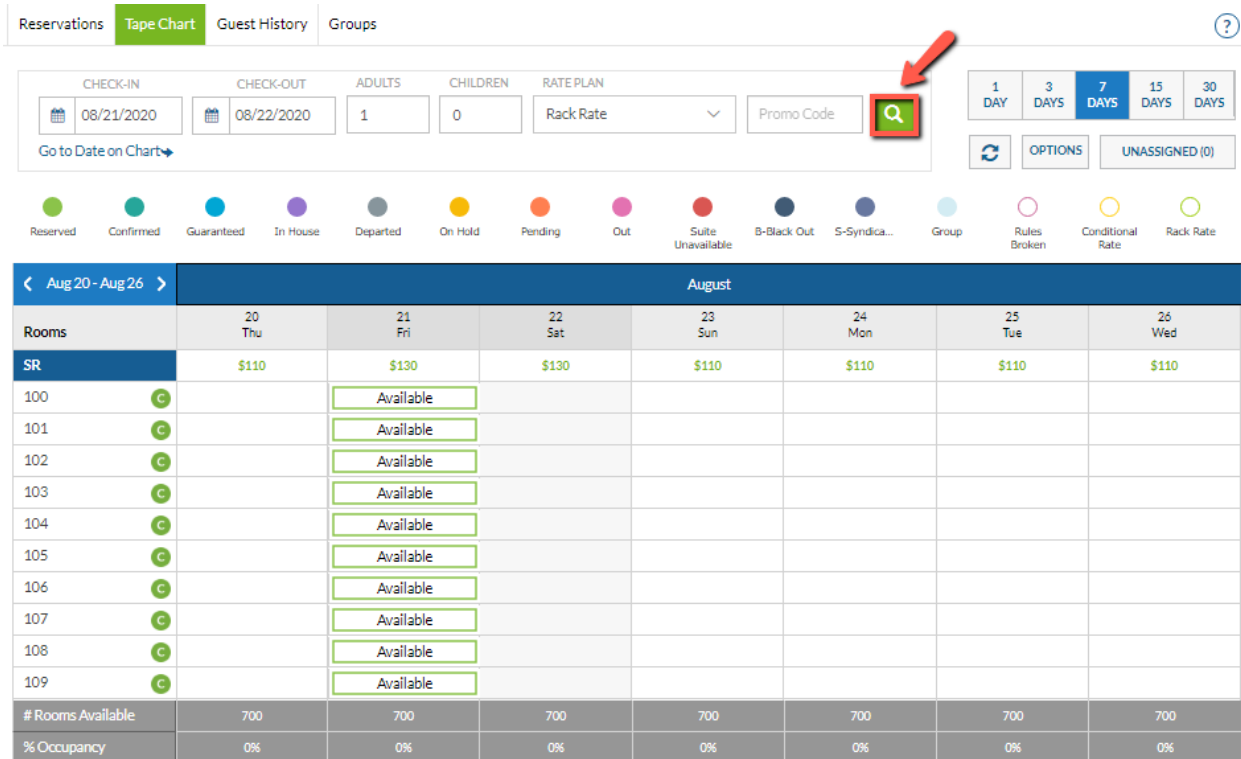 Reservations Tape Chart Guest History Groups ?
CHECK-IN CHECK-OUT ADULTS CHILDREN RATE PLAN
08/21/2020 08/22/2020 1 0 Rack Rate Promo Code
Go to Date on Chart
1 DAY 3 DAYS 7 DAYS 15 DAYS 30 DAYS
OPTIONS UNASSIGNED (0)
Reserved Confirmed Guaranteed In House Departed On Hold Pending Out Suite Unavailable B-Black Out S-Syndica... Group Rules Broken Conditional Rate Rack Rate
Aug 20 - Aug 26 August
Rooms 20 Thu 21 Fri 22 Sat 23 Sun 24 Mon 25 Tue 26 Wed
SR $110 $130 $130 $110 $110 $110 $110
100 C Available
101 C Available
102 C Available
103 C Available
104 C Available
105 C Available
106 C Available
107 C Available
108 C Available
109 C Available
# Rooms Available 700 700 700 700 700 700 700
% Occupancy 0% 0% 0% 0% 0% 0% 0%